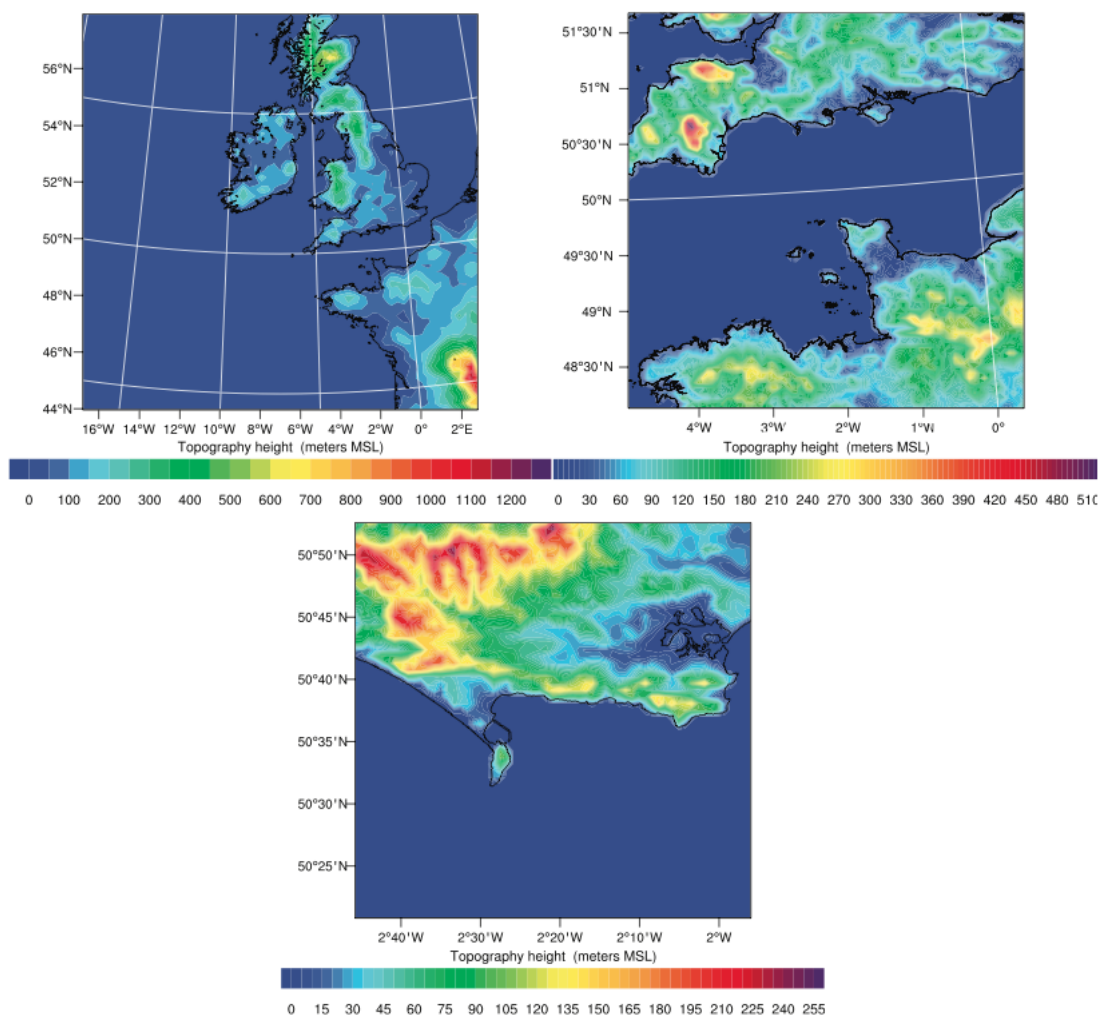 56°N
54°N
52°N
50°N
48°N
46°N
44°N
16°W 14°W 12°W 10°W 8°W 6°W 4°W 2°W 0° 2°E
Topography height (meters MSL)
0 100 200 300 400 500 600 700 800 900 1000 1100 1200
51°30'N
51°N
50°30'N
50°N
49°30'N
49°N
48°30'N
4°W 3°W 2°W 1°W 0°
Topography height (meters MSL)
0 30 60 90 120 150 180 210 240 270 300 330 360 390 420 450 480 510
50°50'N
50°45'N
50°40'N
50°35'N
50°30'N
50°25'N
2°40'W 2°30'W 2°20'W 2°10'W 2°W
Topography height (meters MSL)
0 15 30 45 60 75 90 105 120 135 150 165 180 195 210 225 240 255